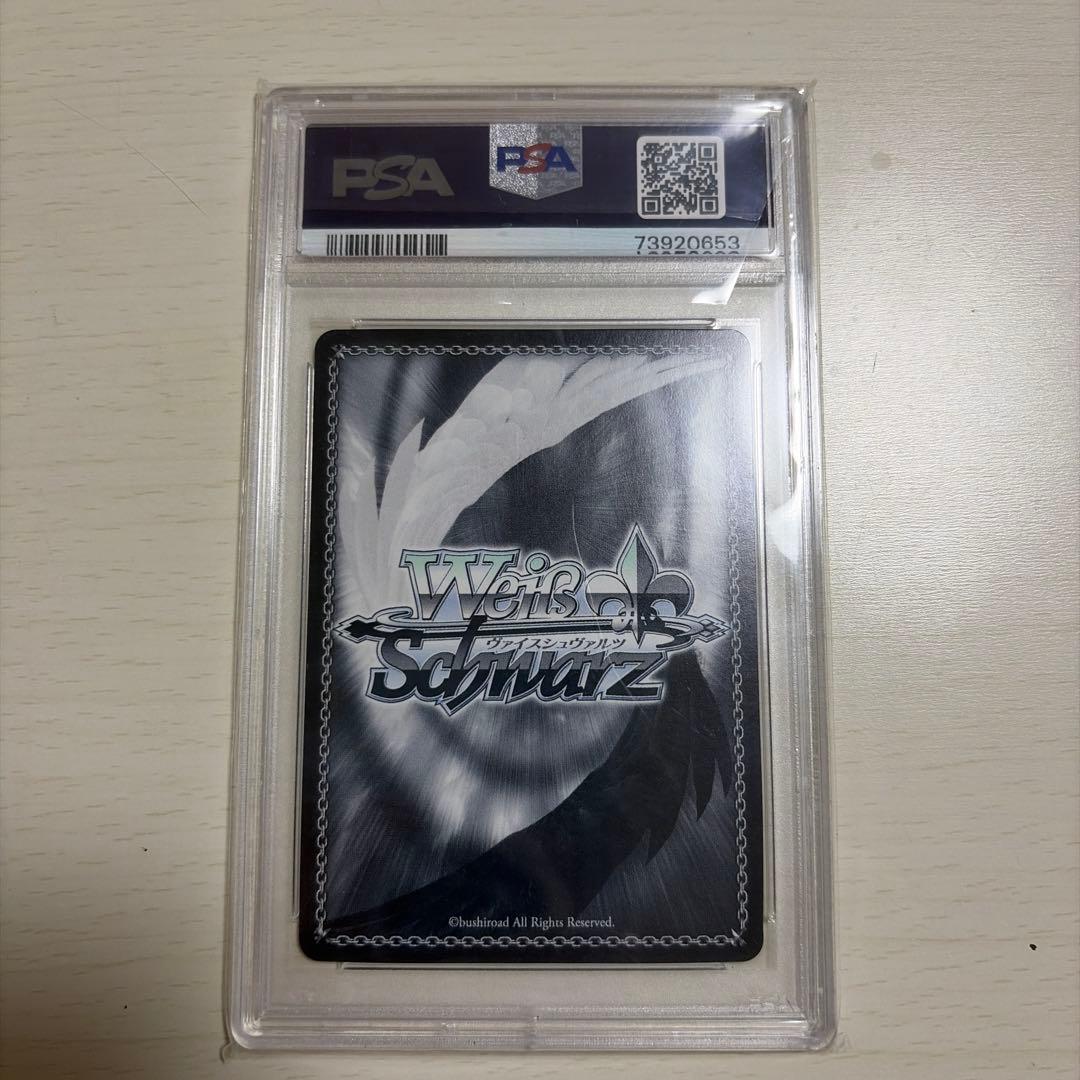 PSA
PSA
73920653
Weiß
ヴァイスシュヴァルツ
Schwarz
©bushiroad All Rights Reserved.